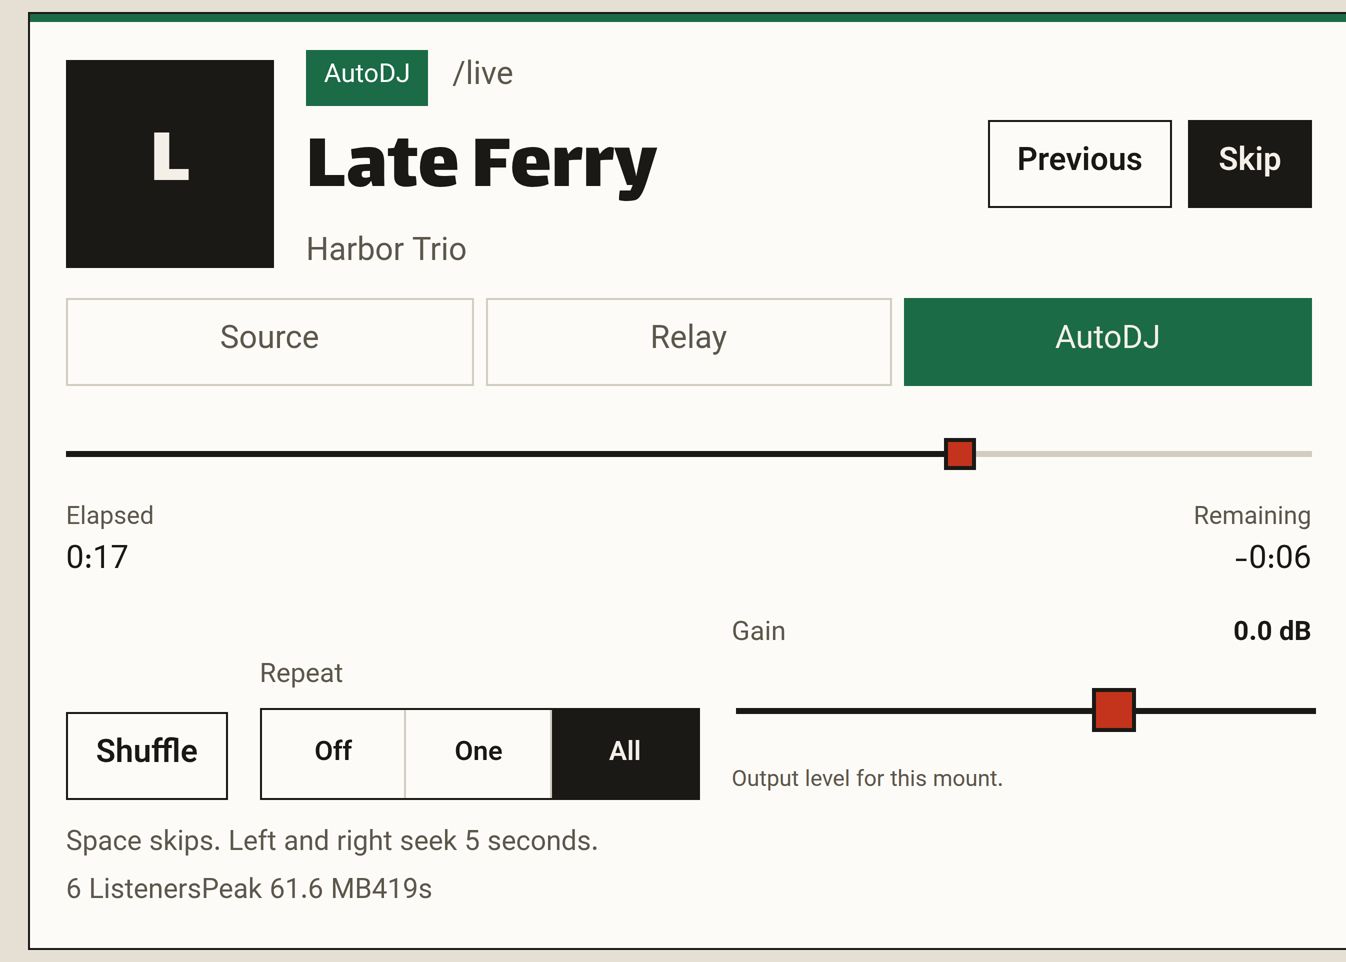 L
AutoDJ /live
Late Ferry
Harbor Trio
Previous Skip
Source Relay AutoDJ
Elapsed Remaining
0:17 -0:06
Gain 0.0 dB
Repeat
Shuffle Off One All
Output level for this mount.
Space skips. Left and right seek 5 seconds.
6 ListenersPeak 61.6 MB419s